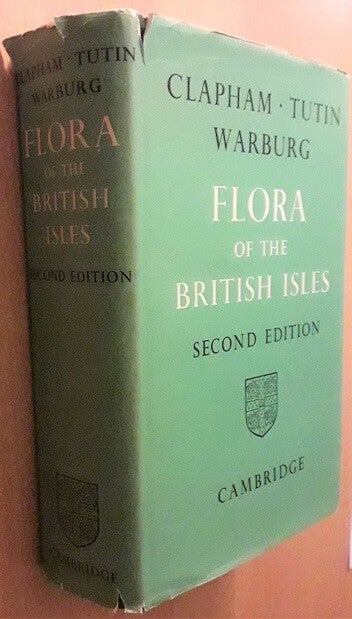 CLAPHAM · TUTIN
WARBURG
FLORA
OF THE
BRITISH
ISLES
SECOND EDITION
CAMBRIDGE
CLAPHAM · TUTIN
WARBURG
FLORA
OF THE
BRITISH ISLES
SECOND EDITION
CAMBRIDGE